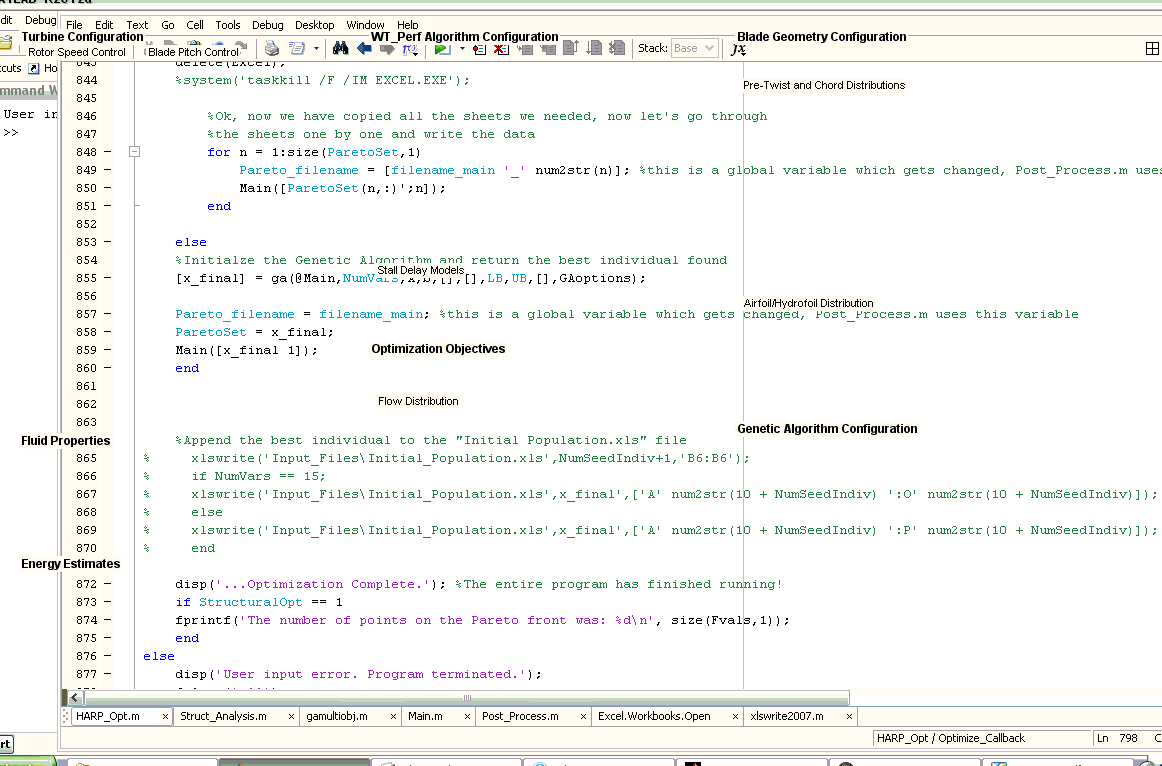 dit Debug File Edit Text Go Cell Tools Debug Desktop Window Help
Turbine Configuration WT_Perf Algorithm Configuration Blade Geometry Configuration
Rotor Speed Control Blade Pitch Control Stack: Base
cuts
mmand W
User in
>>
delete(Excel);
844 %system('taskkill /F /IM EXCEL.EXE');
Pre-Twist and Chord Distributions
845
846 %Ok, now we have copied all the sheets we needed, now let's go through
847 %the sheets one by one and write the data
848 – for n = 1:size(ParetoSet,1)
849 – Pareto_filename = [filename_main '_' num2str(n)]; %this is a global variable which gets changed, Post_Process.m uses
850 – Main([ParetoSet(n,:)';n]);
851 – end
852
853 – else
854 %Initialze the Genetic Algorithm and return the best individual found
Stall Delay Models
855 – [x_final] = ga(@Main,NumVars,A,b,[],[],LB,UB,[],GAoptions);
856
Airfoil/Hydrofoil Distribution
857 – Pareto_filename = filename_main; %this is a global variable which gets changed, Post_Process.m uses this variable
858 – ParetoSet = x_final;
859 – Main([x_final 1]);
Optimization Objectives
860 – end
861
862
Flow Distribution
863
Genetic Algorithm Configuration
Fluid Properties %Append the best individual to the "Initial Population.xls" file
865 % xlswrite('Input_Files\Initial_Population.xls',NumSeedIndiv+1,'B6:B6');
866 % if NumVars == 15;
867 % xlswrite('Input_Files\Initial_Population.xls',x_final',['A' num2str(10 + NumSeedIndiv) ':O' num2str(10 + NumSeedIndiv)]);
868 % else
869 % xlswrite('Input_Files\Initial_Population.xls',x_final',['A' num2str(10 + NumSeedIndiv) ':P' num2str(10 + NumSeedIndiv)]);
870 % end
Energy Estimates
872 – disp('...Optimization Complete.'); %The entire program has finished running!
873 – if StructuralOpt == 1
874 – fprintf('The number of points on the Pareto front was: %d\n', size(Fvals,1));
875 – end
876 – else
877 – disp('User input error. Program terminated.');
HARP_Opt.m × Struct_Analysis.m × gamultiobj.m × Main.m × Post_Process.m × Excel.Workbooks.Open × xlswrite2007.m ×
HARP_Opt / Optimize_Callback Ln 798
rt